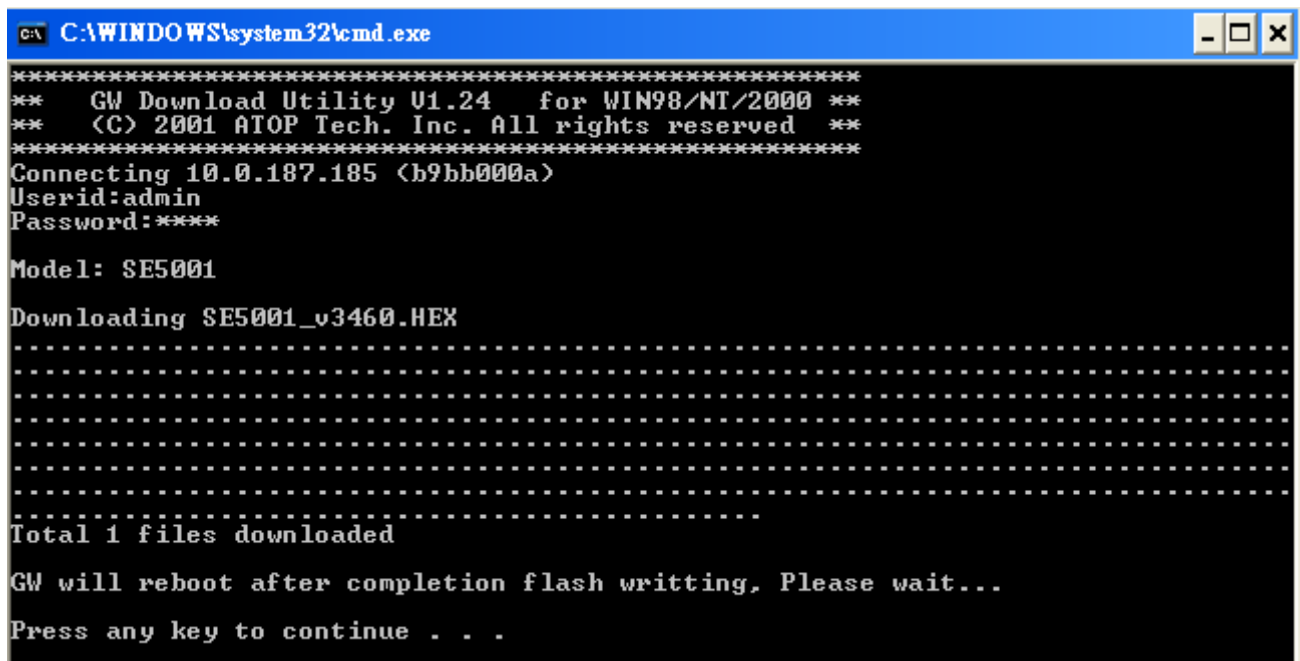 C:\WINDOWS\system32\cmd.exe
*****************************************************
**   GW Download Utility V1.24   for WIN98/NT/2000 **
**   (C) 2001 ATOP Tech. Inc. All rights reserved  **
*****************************************************
Connecting 10.0.187.185 (b9bb000a)
Userid:admin
Password:****
Model: SE5001
Downloading SE5001_v3460.HEX
................................................................................
................................................................................
................................................................................
................................................................................
................................................................................
................................................................................
................................................................................
...............................................
Total 1 files downloaded
GW will reboot after completion flash writting, Please wait...
Press any key to continue . . .